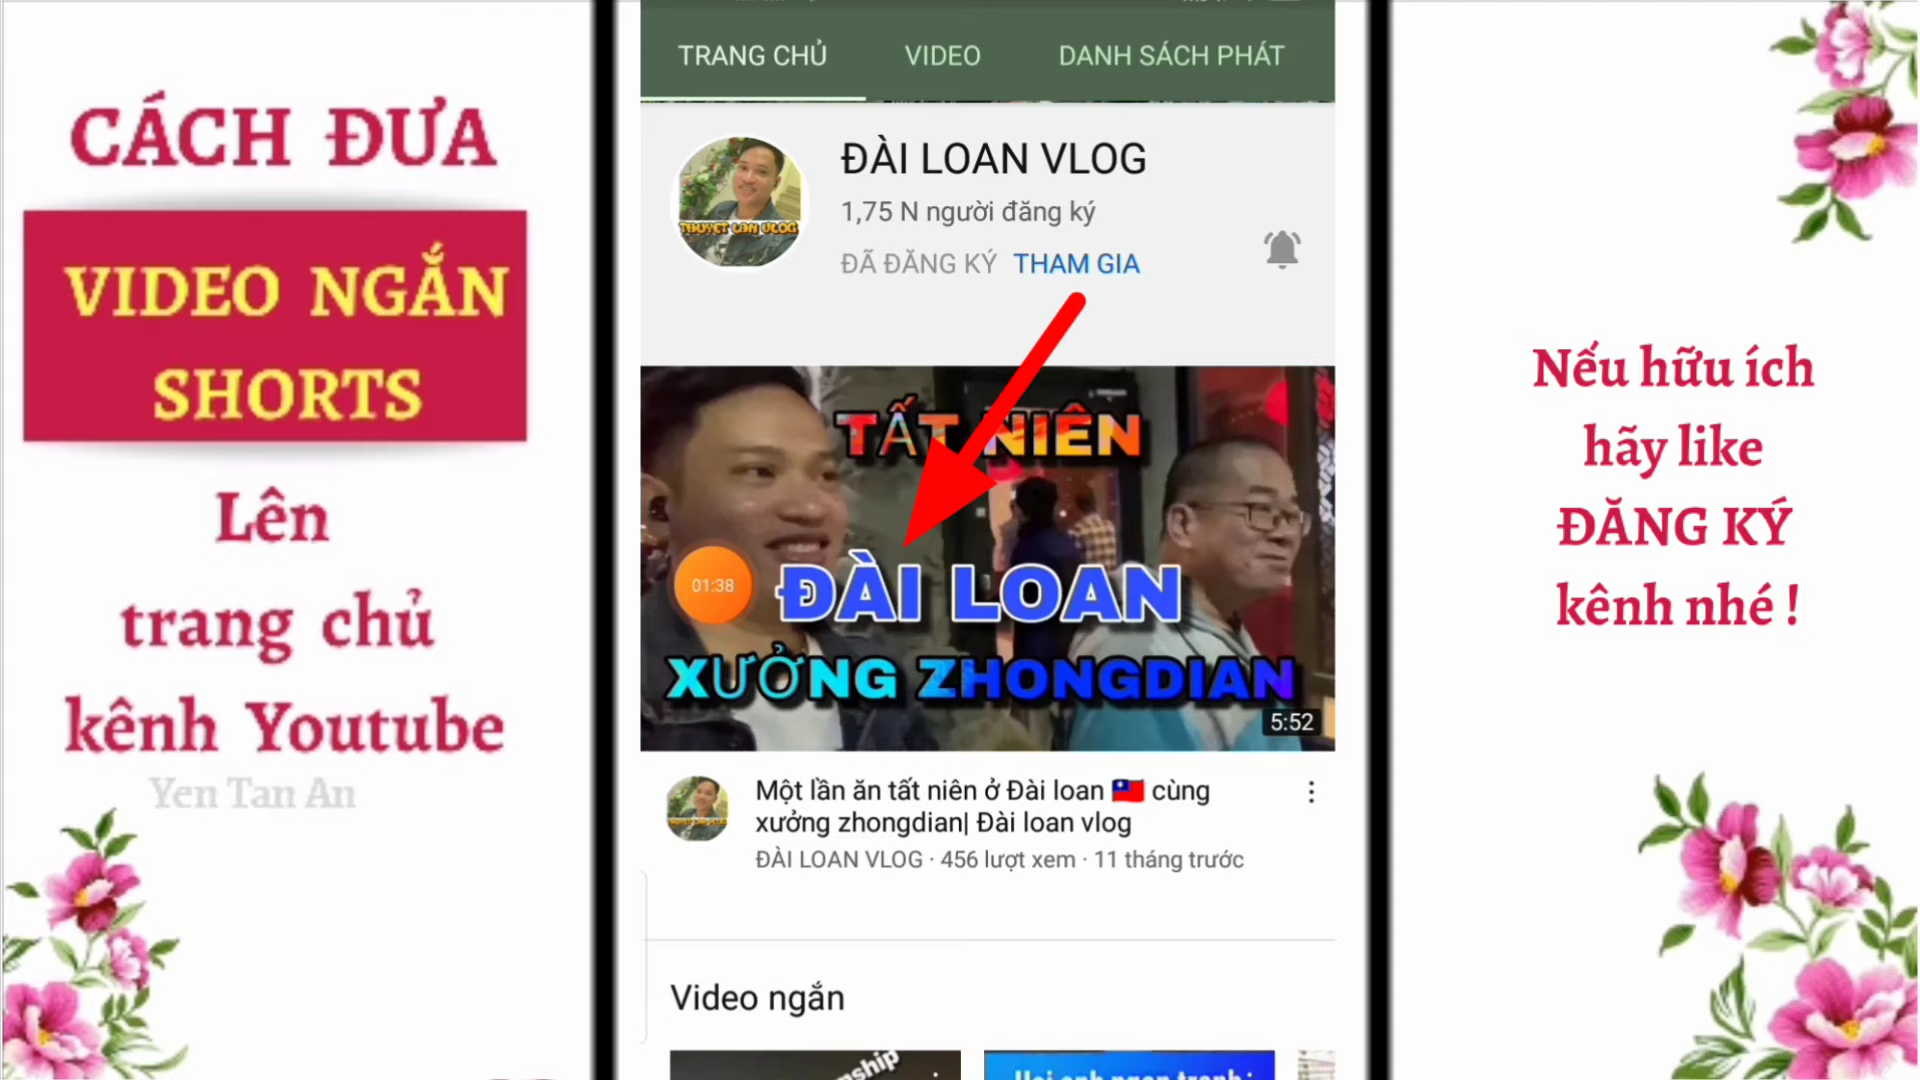 CÁCH ĐƯA
VIDEO NGẮN
SHORTS
Lên
trang chủ
kênh Youtube
Yen Tan An
TRANG CHỦ VIDEO DANH SÁCH PHÁT
ĐÀI LOAN VLOG
1,75 N người đăng ký
ĐÃ ĐĂNG KÝ THAM GIA
THUYET LAN VLOG
TẤT NIÊN
01:38
ĐÀI LOAN
XƯỞNG ZHONGDIAN
5:52
Một lần ăn tất niên ở Đài loan 🇹🇼 cùng
xưởng zhongdian| Đài loan vlog
ĐÀI LOAN VLOG · 456 lượt xem · 11 tháng trước
Video ngắn
Nếu hữu ích
hãy like
ĐĂNG KÝ
kênh nhé !